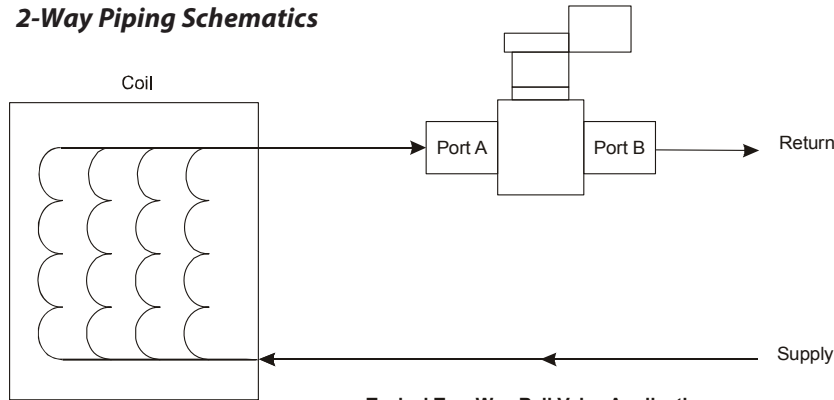 2-Way Piping Schematics
Coil
Port A
Port B
Return
Supply